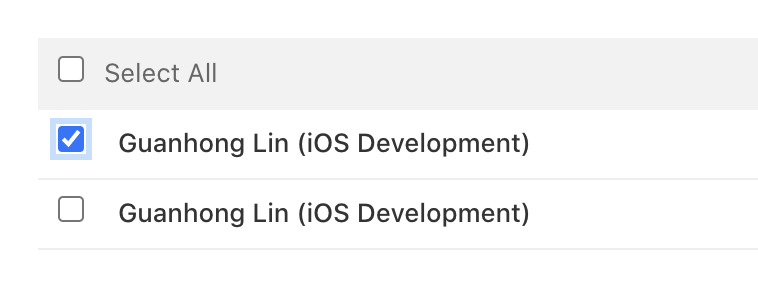 Select All
Guanhong Lin (iOS Development)
Guanhong Lin (iOS Development)